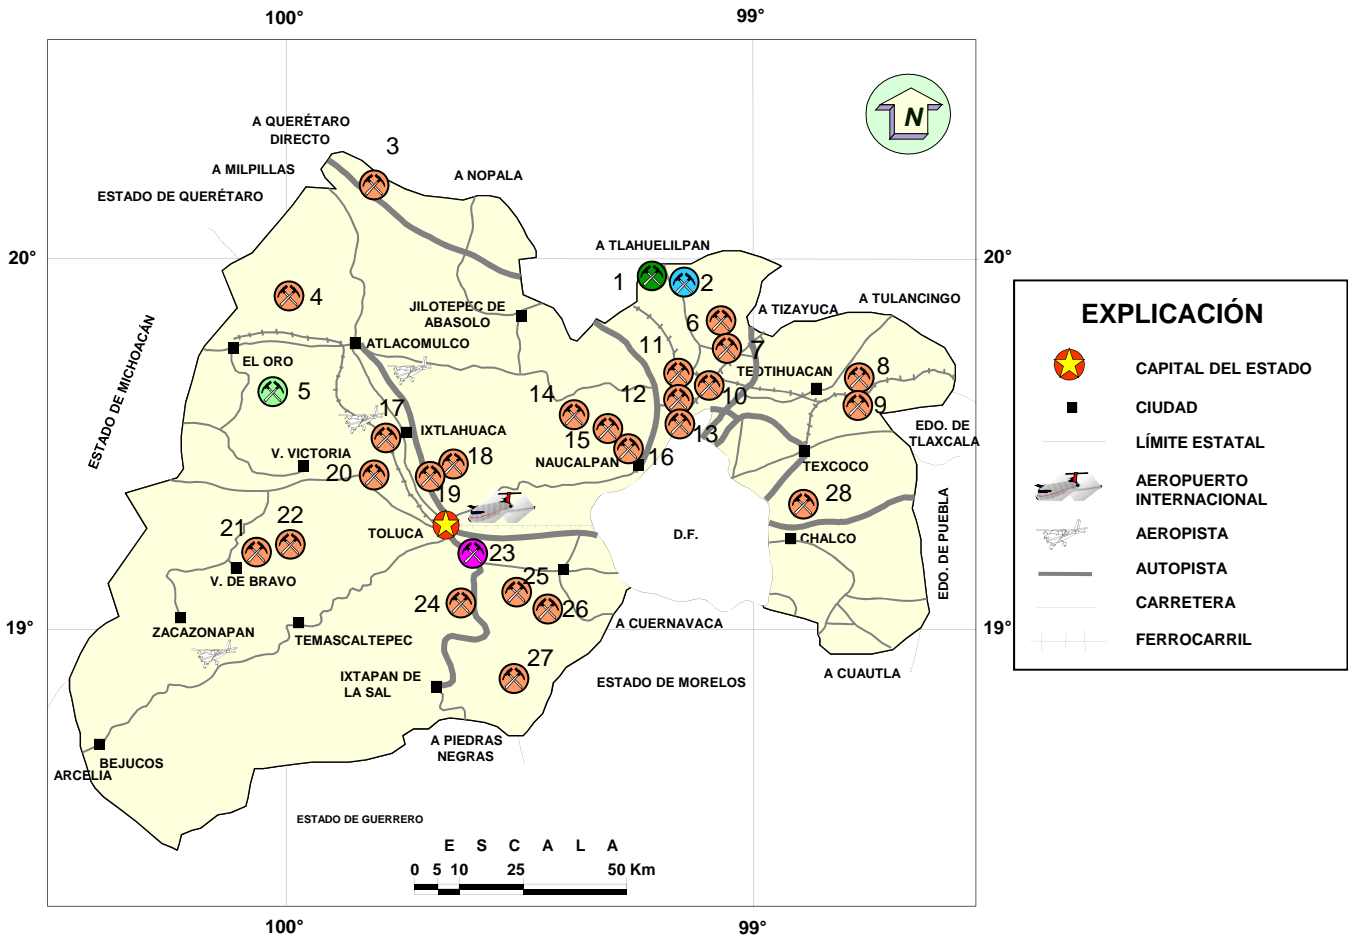 100°
99°
A QUERÉTARO
DIRECTO
3
A MILPILLAS
A NOPALA
ESTADO DE QUERÉTARO
N
20°
20°
A TLAHUELILPAN
1
2
A TIZAYUCA
A TULANCINGO
4
JILOTEPEC DE
ABASOLO
6
7
ATLACOMULCO
EL ORO
5
11
TEOTIHUACAN
8
9
10
12
13
14
15
16
NAUCALPAN
17
IXTLAHUACA
18
19
20
V. VICTORIA
EDO. DE
TLAXCALA
TEXCOCO
28
ESTADO DE MICHOACÁN
EDO. DE PUEBLA
21
22
V. DE BRAVO
TOLUCA
23
D.F.
CHALCO
24
25
26
ZACAZONAPAN
TEMASCALTEPEC
A CUERNAVACA
19°
19°
IXTAPAN DE
LA SAL
27
ESTADO DE MORELOS
A CUAUTLA
A PIEDRAS
NEGRAS
BEJUCOS
ARCELIA
ESTADO DE GUERRERO
E S C A L A
0 5 10 25 50 Km
100°
99°
EXPLICACIÓN
CAPITAL DEL ESTADO
CIUDAD
LÍMITE ESTATAL
AEROPUERTO
INTERNACIONAL
AEROPISTA
AUTOPISTA
CARRETERA
FERROCARRIL